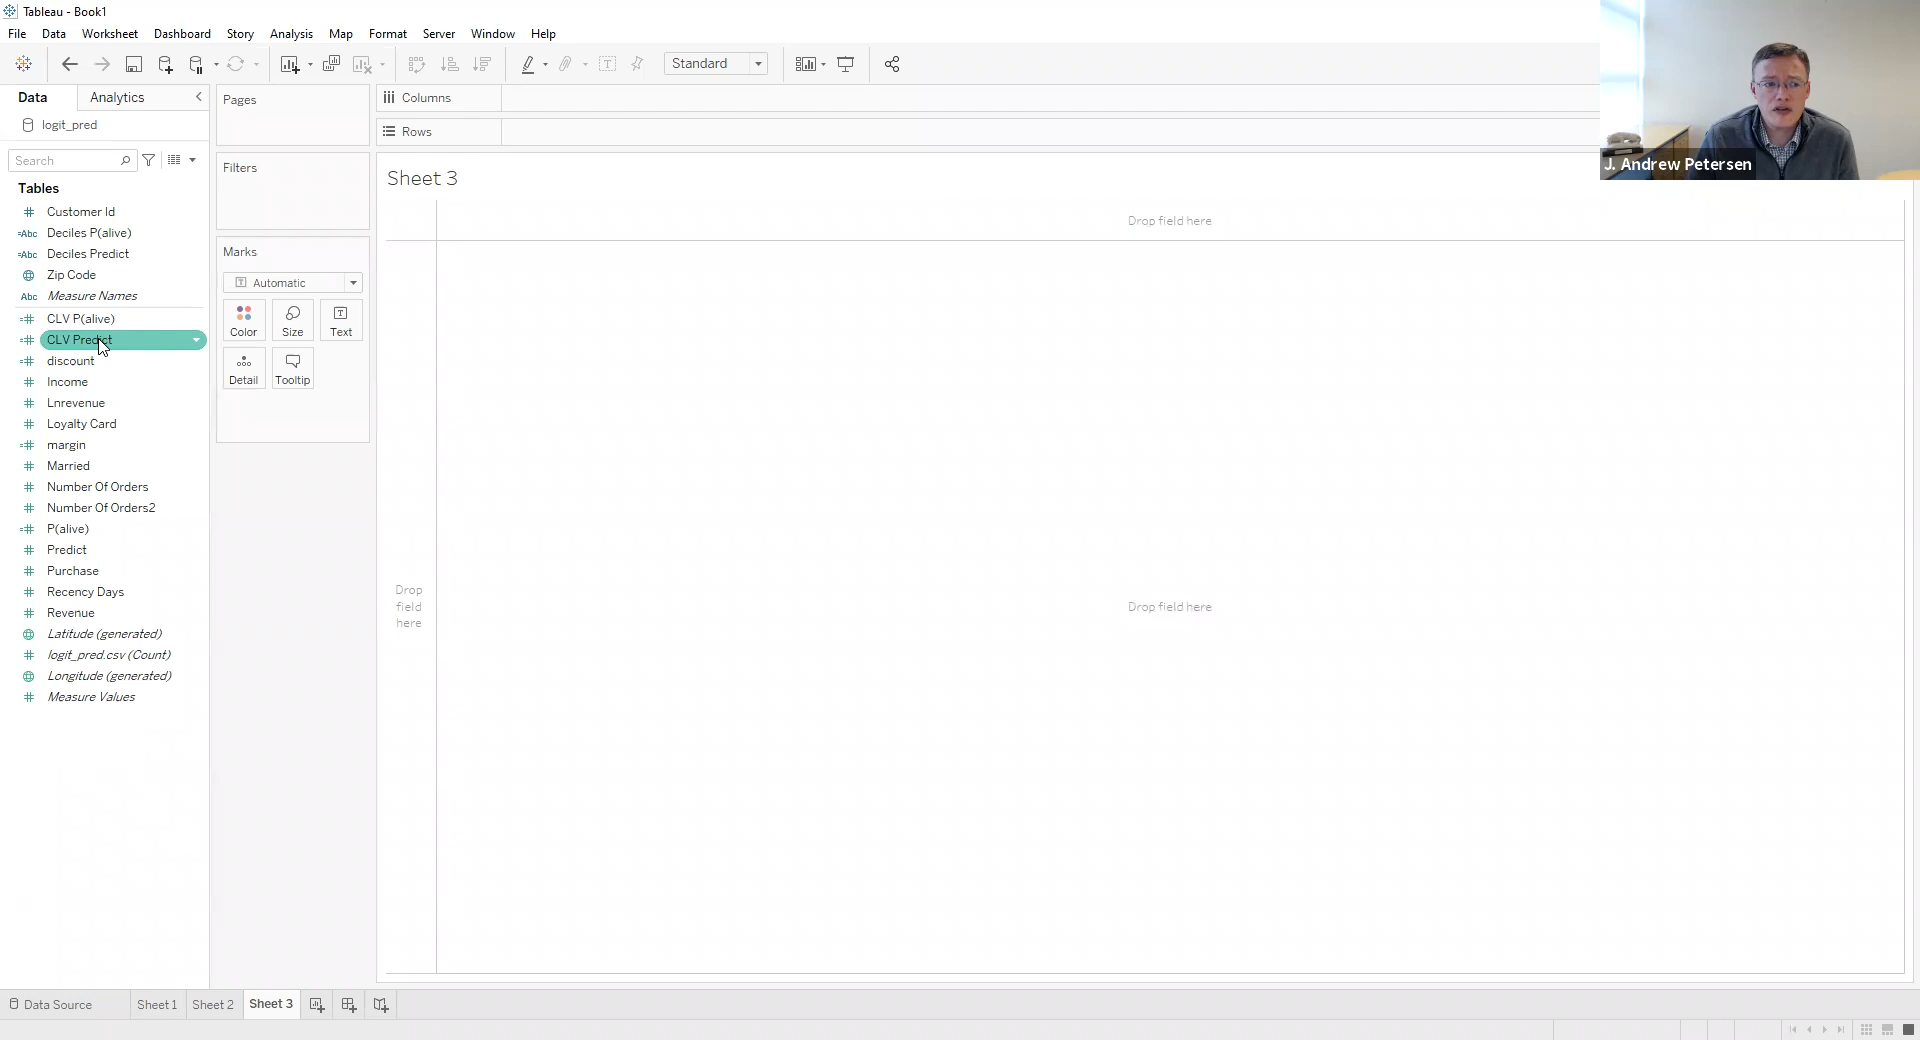 Tableau - Book1
File Data Worksheet Dashboard Story Analysis Map Format Server Window Help
Standard
Data Analytics
logit_pred
Search
Tables
# Customer Id
=Abc Deciles P(alive)
=Abc Deciles Predict
Zip Code
Abc Measure Names
=# CLV P(alive)
=# CLV Predict
=# discount
# Income
# Lnrevenue
# Loyalty Card
=# margin
# Married
# Number Of Orders
# Number Of Orders2
=# P(alive)
# Predict
# Purchase
# Recency Days
# Revenue
Latitude (generated)
# logit_pred.csv (Count)
Longitude (generated)
# Measure Values
Pages
Filters
Marks
Automatic
Color Size Text
Detail Tooltip
Columns
Rows
Sheet 3
Drop field here
Drop
field
here
Drop field here
J. Andrew Petersen
Data Source Sheet 1 Sheet 2 Sheet 3